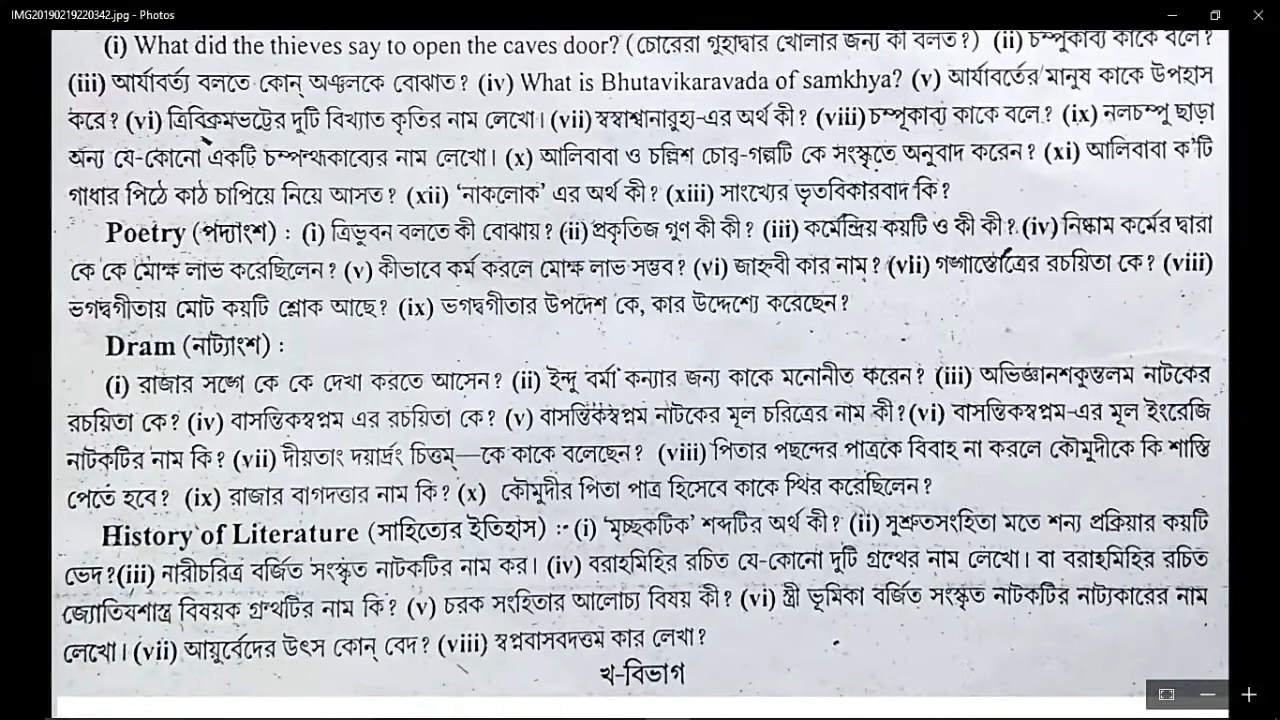 IMG20190219220342.jpg - Photos
(i) What did the thieves say to open the caves door? (চোরেরা গুহাদ্বার খোলার জন্য কী বলত?) (ii) চম্পুকাব্য কাকে বলে?
(iii) আর্যাবর্ত্য বলতে কোন্ অঞ্চলকে বোঝাত? (iv) What is Bhutavikaravada of samkhya? (v) আর্যাবর্তের মানুষ কাকে উপহাস
করে? (vi) ত্রিবিক্রমভট্টের দুটি বিখ্যাত কৃতির নাম লেখো। (vii) স্বস্বাশ্বানারুহ্য-এর অর্থ কী? (viii) চম্পূকাব্য কাকে বলে? (ix) নলচম্পু ছাড়া
অন্য যে-কোনো একটি চম্পন্মকাব্যের নাম লেখো। (x) আলিবাবা ও চল্লিশ চোর-গল্পটি কে সংস্কৃতে অনুবাদ করেন? (xi) আলিবাবা ক'টি
গাধার পিঠে কাঠ চাপিয়ে নিয়ে আসত? (xii) 'নাকলোক' এর অর্থ কী? (xiii) সাংখ্যের ভূতবিকারবাদ কি?
Poetry (পদ্যাংশ) : (i) ত্রিভুবন বলতে কী বোঝায়? (ii) প্রকৃতিজ গুণ কী কী? (iii) কর্মেন্দ্রিয় কয়টি ও কী কী? (iv) নিষ্কাম কর্মের দ্বারা
কে কে মোক্ষ লাভ করেছিলেন? (v) কীভাবে কর্ম করলে মোক্ষ লাভ সম্ভব? (vi) জাহ্নবী কার নাম? (vii) গঙ্গাস্তোত্রের রচয়িতা কে? (viii)
ভগদ্বগীতায় মোট কয়টি শ্লোক আছে? (ix) ভগদ্বগীতার উপদেশ কে, কার উদ্দেশ্যে করেছেন?
Dram (নাট্যাংশ) :
(i) রাজার সঙ্গে কে কে দেখা করতে আসেন? (ii) ইন্দু বর্মা কন্যার জন্য কাকে মনোনীত করেন? (iii) অভিজ্ঞানশকুন্তলম নাটকের
রচয়িতা কে? (iv) বাসন্তিকস্বপ্নম এর রচয়িতা কে? (v) বাসন্তিকস্বপ্নম নাটকের মূল চরিত্রের নাম কী? (vi) বাসন্তিকস্বপ্নম-এর মূল ইংরেজি
নাটকটির নাম কি? (vii) দীয়তাং দয়ার্দ্রং চিত্তম্—কে কাকে বলেছেন? (viii) পিতার পছন্দের পাত্রকে বিবাহ না করলে কৌমুদীকে কি শাস্তি
পেতে হবে? (ix) রাজার বাগদত্তার নাম কি? (x) কৌমুদীর পিতা পাত্র হিসেবে কাকে স্থির করেছিলেন?
History of Literature (সাহিত্যের ইতিহাস) :- (i) 'মৃচ্ছকটিক' শব্দটির অর্থ কী? (ii) সুশ্রুতসংহিতা মতে শন্য প্রক্রিয়ার কয়টি
ভেদ? (iii) নারীচরিত্র বর্জিত সংস্কৃত নাটকটির নাম কর। (iv) বরাহমিহির রচিত যে-কোনো দুটি গ্রন্থের নাম লেখো। বা বরাহমিহির রচিত
জ্যোতিষশাস্ত্র বিষয়ক গ্রন্থটির নাম কি? (v) চরক সংহিতার আলোচ্য বিষয় কী? (vi) স্ত্রী ভূমিকা বর্জিত সংস্কৃত নাটকটির নাট্যকারের নাম
লেখো। (vii) আয়ুর্বেদের উৎস কোন্ বেদ? (viii) স্বপ্নবাসবদত্তম কার লেখা?
খ-বিভাগ